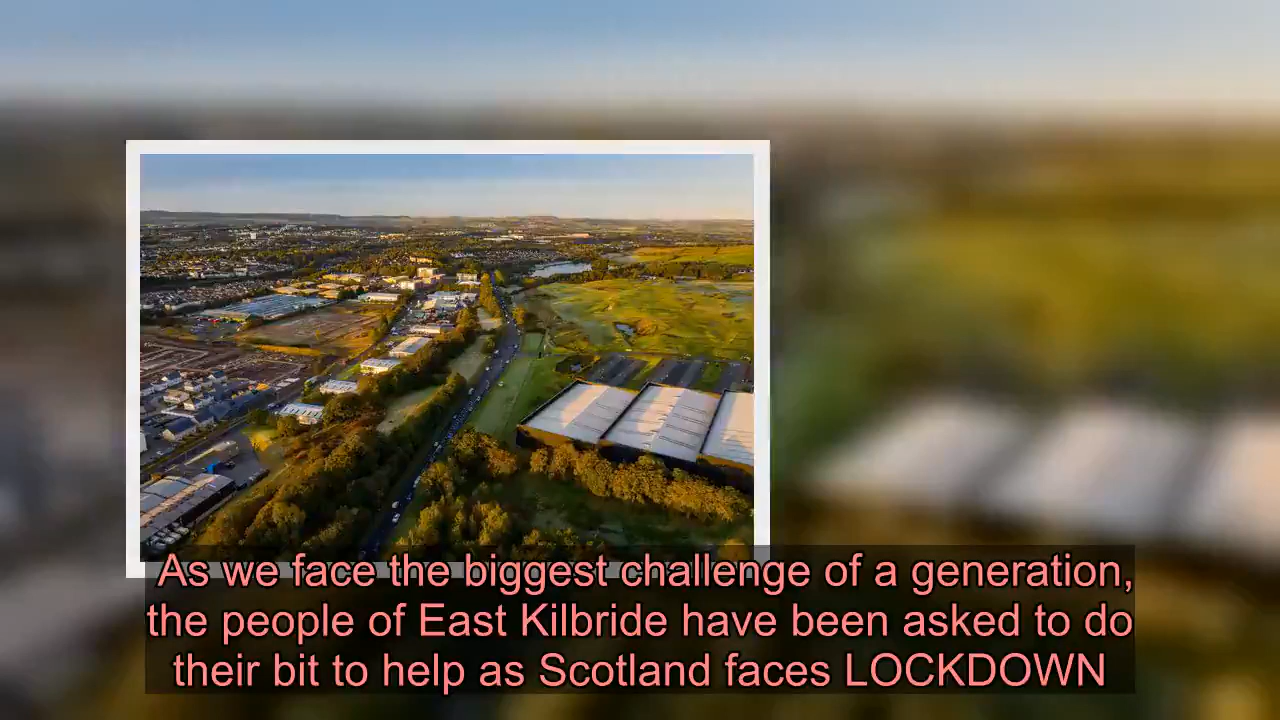 As we face the biggest challenge of a generation,
the people of East Kilbride have been asked to do
their bit to help as Scotland faces LOCKDOWN